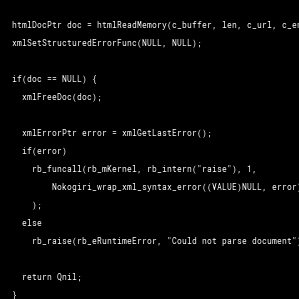 htmlDocPtr doc = htmlReadMemory(c_buffer, len, c_url, c_en
xmlSetStructuredErrorFunc(NULL, NULL);
if(doc == NULL) {
xmlFreeDoc(doc);
xmlErrorPtr error = xmlGetLastError();
if(error)
rb_funcall(rb_mKernel, rb_intern("raise"), 1,
Nokogiri_wrap_xml_syntax_error((VALUE)NULL, error)
);
else
rb_raise(rb_eRuntimeError, "Could not parse document")
return Qnil;
}